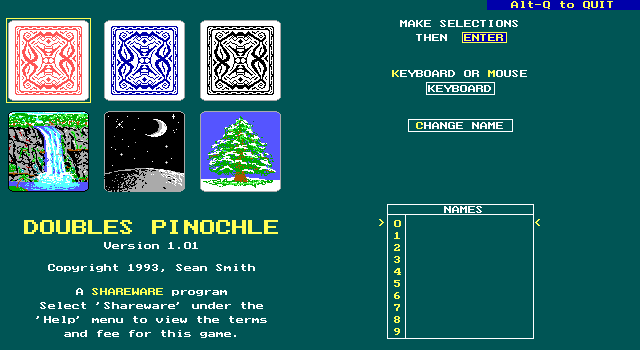 Alt-Q to QUIT
MAKE SELECTIONS
THEN ENTER
KEYBOARD OR MOUSE
KEYBOARD
CHANGE NAME
DOUBLES PINOCHLE
Version 1.01
Copyright 1993, Sean Smith
A SHAREWARE program
Select 'Shareware' under the
'Help' menu to view the terms
and fee for this game.
NAMES
> 0 <
1
2
3
4
5
6
7
8
9